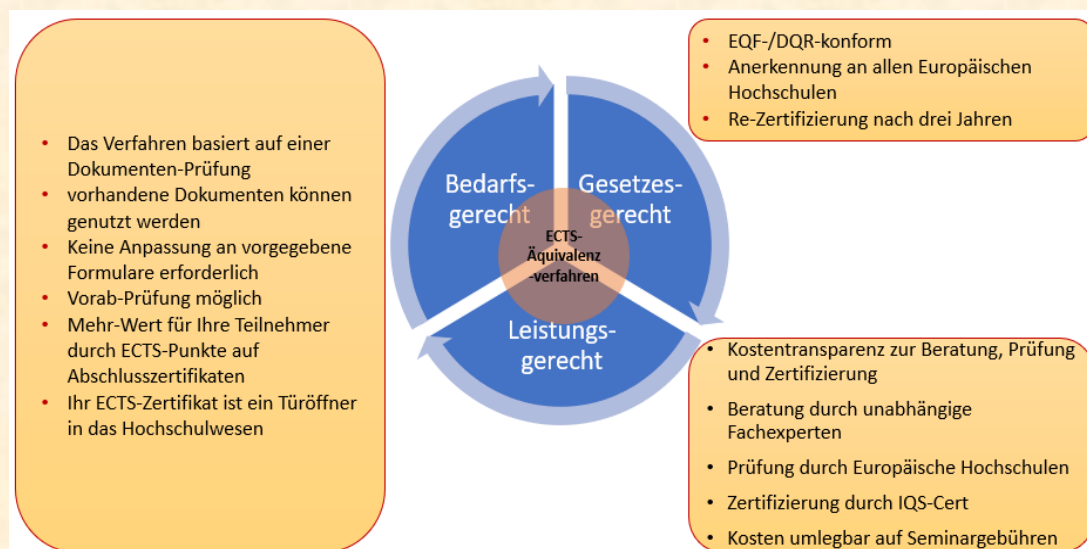 • Das Verfahren basiert auf einer
Dokumenten-Prüfung
• vorhandene Dokumenten können
genutzt werden
• Keine Anpassung an vorgegebene
Formulare erforderlich
• Vorab-Prüfung möglich
• Mehr-Wert für Ihre Teilnehmer
durch ECTS-Punkte auf
Abschlusszertifikaten
• Ihr ECTS-Zertifikat ist ein Türöffner
in das Hochschulwesen
Bedarfs-
gerecht
Gesetzes-
gerecht
ECTS-
Äquivalenz
-verfahren
Leistungs-
gerecht
• EQF-/DQR-konform
• Anerkennung an allen Europäischen
Hochschulen
• Re-Zertifizierung nach drei Jahren
• Kostentransparenz zur Beratung, Prüfung
und Zertifizierung
• Beratung durch unabhängige
Fachexperten
• Prüfung durch Europäische Hochschulen
• Zertifizierung durch IQS-Cert
• Kosten umlegbar auf Seminargebühren